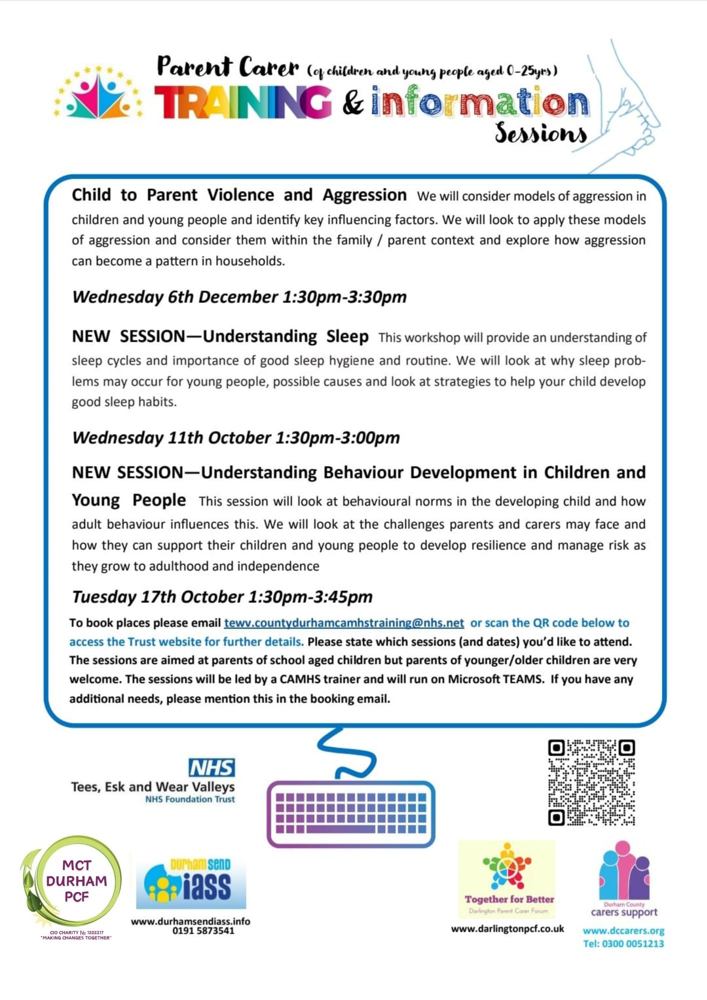 Parent Carer (of children and young people aged 0-25yrs)
TRAINING & information
Sessions
Child to Parent Violence and Aggression We will consider models of aggression in
children and young people and identify key influencing factors. We will look to apply these models
of aggression and consider them within the family / parent context and explore how aggression
can become a pattern in households.
Wednesday 6th December 1:30pm-3:30pm
NEW SESSION—Understanding Sleep This workshop will provide an understanding of
sleep cycles and importance of good sleep hygiene and routine. We will look at why sleep prob-
lems may occur for young people, possible causes and look at strategies to help your child develop
good sleep habits.
Wednesday 11th October 1:30pm-3:00pm
NEW SESSION—Understanding Behaviour Development in Children and
Young People This session will look at behavioural norms in the developing child and how
adult behaviour influences this. We will look at the challenges parents and carers may face and
how they can support their children and young people to develop resilience and manage risk as
they grow to adulthood and independence
Tuesday 17th October 1:30pm-3:45pm
To book places please email tewv.countydurhamcamhstraining@nhs.net or scan the QR code below to
access the Trust website for further details. Please state which sessions (and dates) you’d like to attend.
The sessions are aimed at parents of school aged children but parents of younger/older children are very
welcome. The sessions will be led by a CAMHS trainer and will run on Microsoft TEAMS. If you have any
additional needs, please mention this in the booking email.
NHS
Tees, Esk and Wear Valleys
NHS Foundation Trust
MCT
DURHAM
PCF
CIO CHARITY № 1202217
"MAKING CHANGES TOGETHER"
Durham SEND
iass
www.durhamsendiass.info
0191 5873541
Together for Better
Darlington Parent Carer Forum
www.darlingtonpcf.co.uk
Durham County
carers support
www.dccarers.org
Tel: 0300 0051213